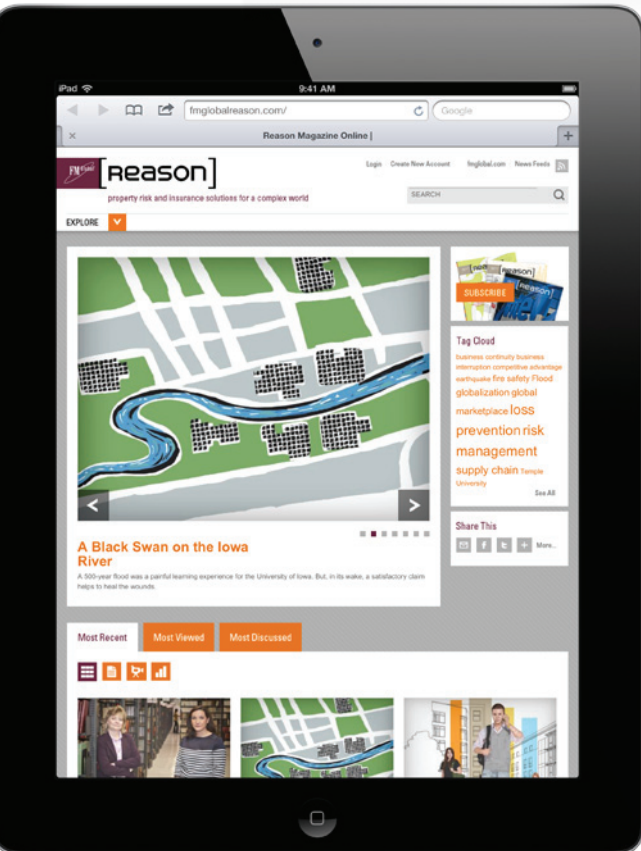 iPad
9:41 AM
fmglobalreason.com/
Google
Reason Magazine Online |
FM Global
[Reason]
property risk and insurance solutions for a complex world
Login Create New Account fmglobal.com News Feeds
SEARCH
EXPLORE
SUBSCRIBE
Tag Cloud
business continuity business
interruption competitive advantage
earthquake fire safety Flood
globalization global
marketplace loss
prevention risk
management
supply chain Temple
University
See All
Share This
More...
A Black Swan on the Iowa
River
A 500-year flood was a painful learning experience for the University of Iowa. But, in its wake, a satisfactory claim
helps to heal the wounds.
Most Recent
Most Viewed
Most Discussed